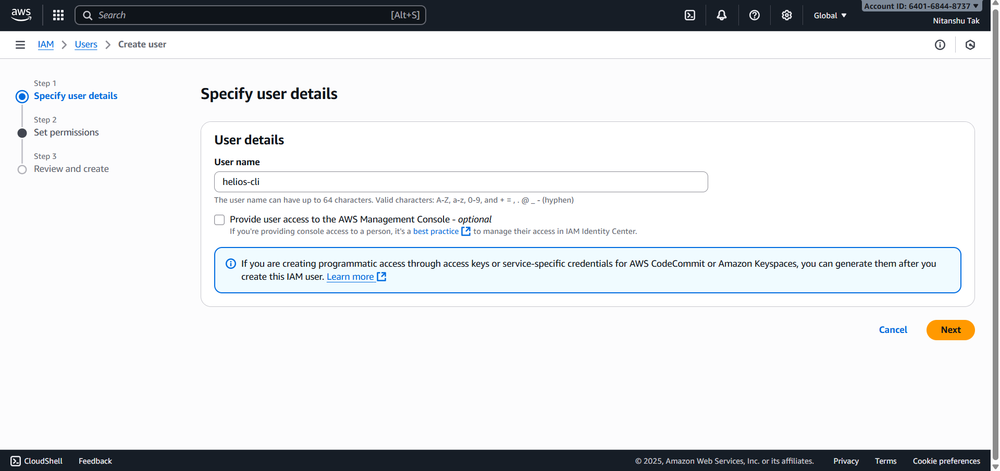 aws
Search
[Alt+S]
Global
Account ID: 6401-6844-8737
Nitanshu Tak
IAM
Users
Create user
Step 1
Specify user details
Step 2
Set permissions
Step 3
Review and create
Specify user details
User details
User name
helios-cli
The user name can have up to 64 characters. Valid characters: A-Z, a-z, 0-9, and + = , . @ _ - (hyphen)
Provide user access to the AWS Management Console - optional
If you're providing console access to a person, it's a best practice to manage their access in IAM Identity Center.
If you are creating programmatic access through access keys or service-specific credentials for AWS CodeCommit or Amazon Keyspaces, you can generate them after you
create this IAM user. Learn more
Cancel
Next
CloudShell
Feedback
© 2025, Amazon Web Services, Inc. or its affiliates.
Privacy
Terms
Cookie preferences